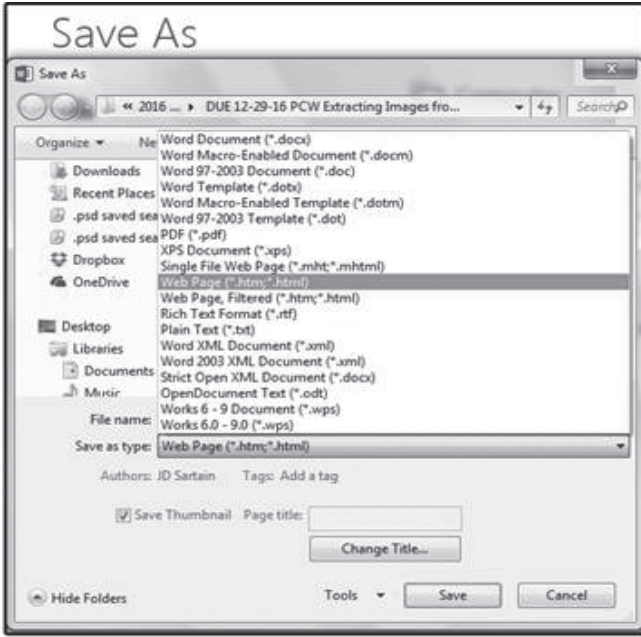 Save As
Save As
« 2016 ... ▸ DUE 12-29-16 PCW Extracting Images fro...
Search
Organize
Ne
Word Document (*.docx)
Word Macro-Enabled Document (*.docm)
Word 97-2003 Document (*.doc)
Word Template (*.dotx)
Word Macro-Enabled Template (*.dotm)
Word 97-2003 Template (*.dot)
PDF (*.pdf)
XPS Document (*.xps)
Single File Web Page (*.mht;*.mhtml)
Web Page (*.htm;*.html)
Web Page, Filtered (*.htm;*.html)
Rich Text Format (*.rtf)
Plain Text (*.txt)
Word XML Document (*.xml)
Word 2003 XML Document (*.xml)
Strict Open XML Document (*.docx)
OpenDocument Text (*.odt)
Works 6 - 9 Document (*.wps)
Works 6.0 - 9.0 (*.wps)
Downloads
Recent Places
.psd saved sea
.psd saved sea
Dropbox
OneDrive
Desktop
Libraries
Documents
Music
File name:
Save as type: Web Page (*.htm;*.html)
Authors: JD Sartain Tags: Add a tag
Save Thumbnail Page title:
Change Title...
Hide Folders Tools Save Cancel